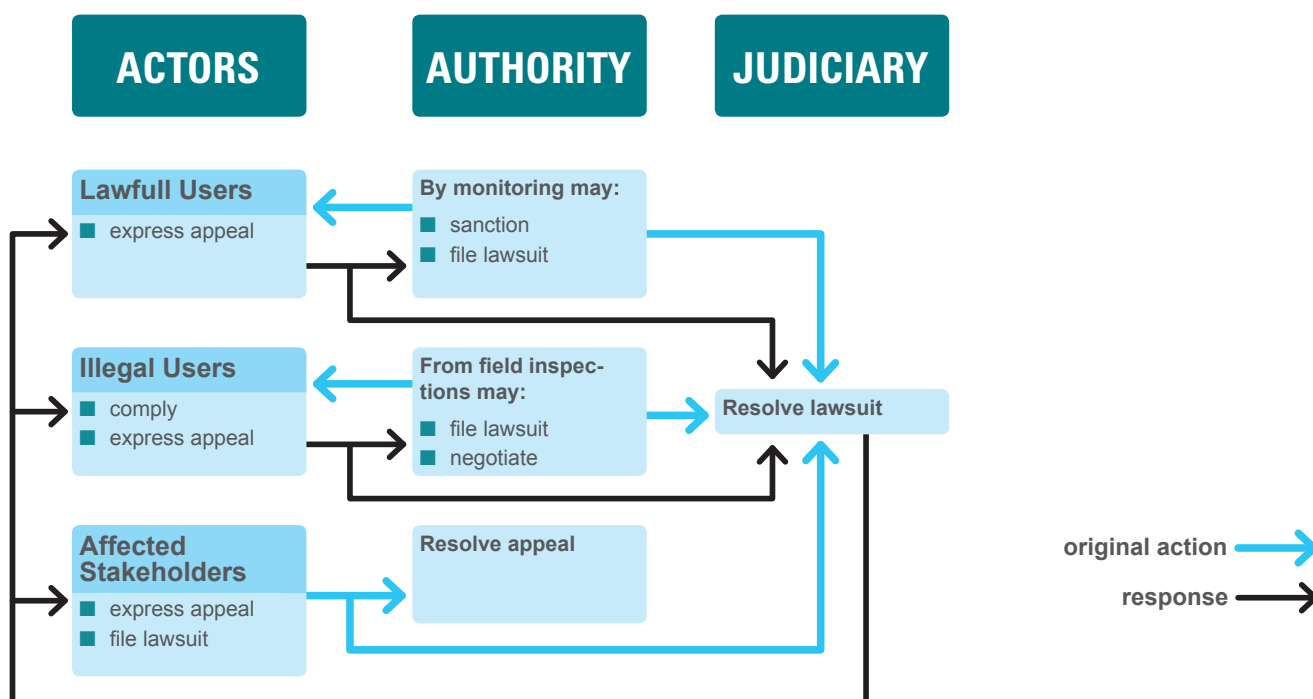 ACTORS
AUTHORITY
JUDICIARY
Lawfull Users
express appeal
By monitoring may:
sanction
file lawsuit
Illegal Users
comply
express appeal
From field inspec-
tions may:
file lawsuit
negotiate
Resolve lawsuit
Affected
Stakeholders
express appeal
file lawsuit
Resolve appeal
original action
response